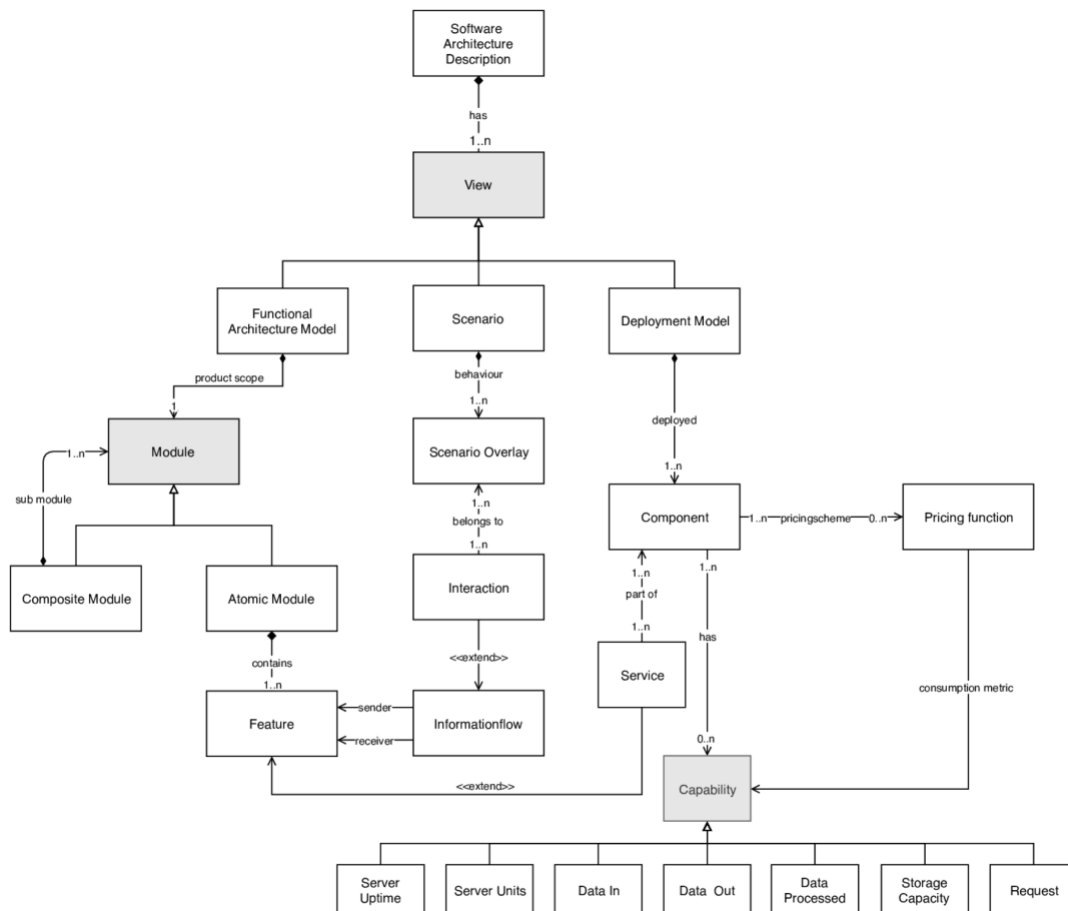 Software
Architecture
Description
has
1..n
View
Functional
Architecture Model
Scenario
Deployment Model
product scope
1
behaviour
1..n
deployed
1..n
Module
1..n
sub module
Scenario Overlay
1..n
belongs to
1..n
Component
1..n
pricingscheme
0..n
Pricing function
Composite Module
Atomic Module
Interaction
1..n
part of
1..n
1..n
has
0..n
contains
1..n
<<extend>>
Service
consumption metric
Feature
sender
receiver
Informationflow
<<extend>>
Capability
Server
Uptime
Server Units
Data In
Data Out
Data
Processed
Storage
Capacity
Request